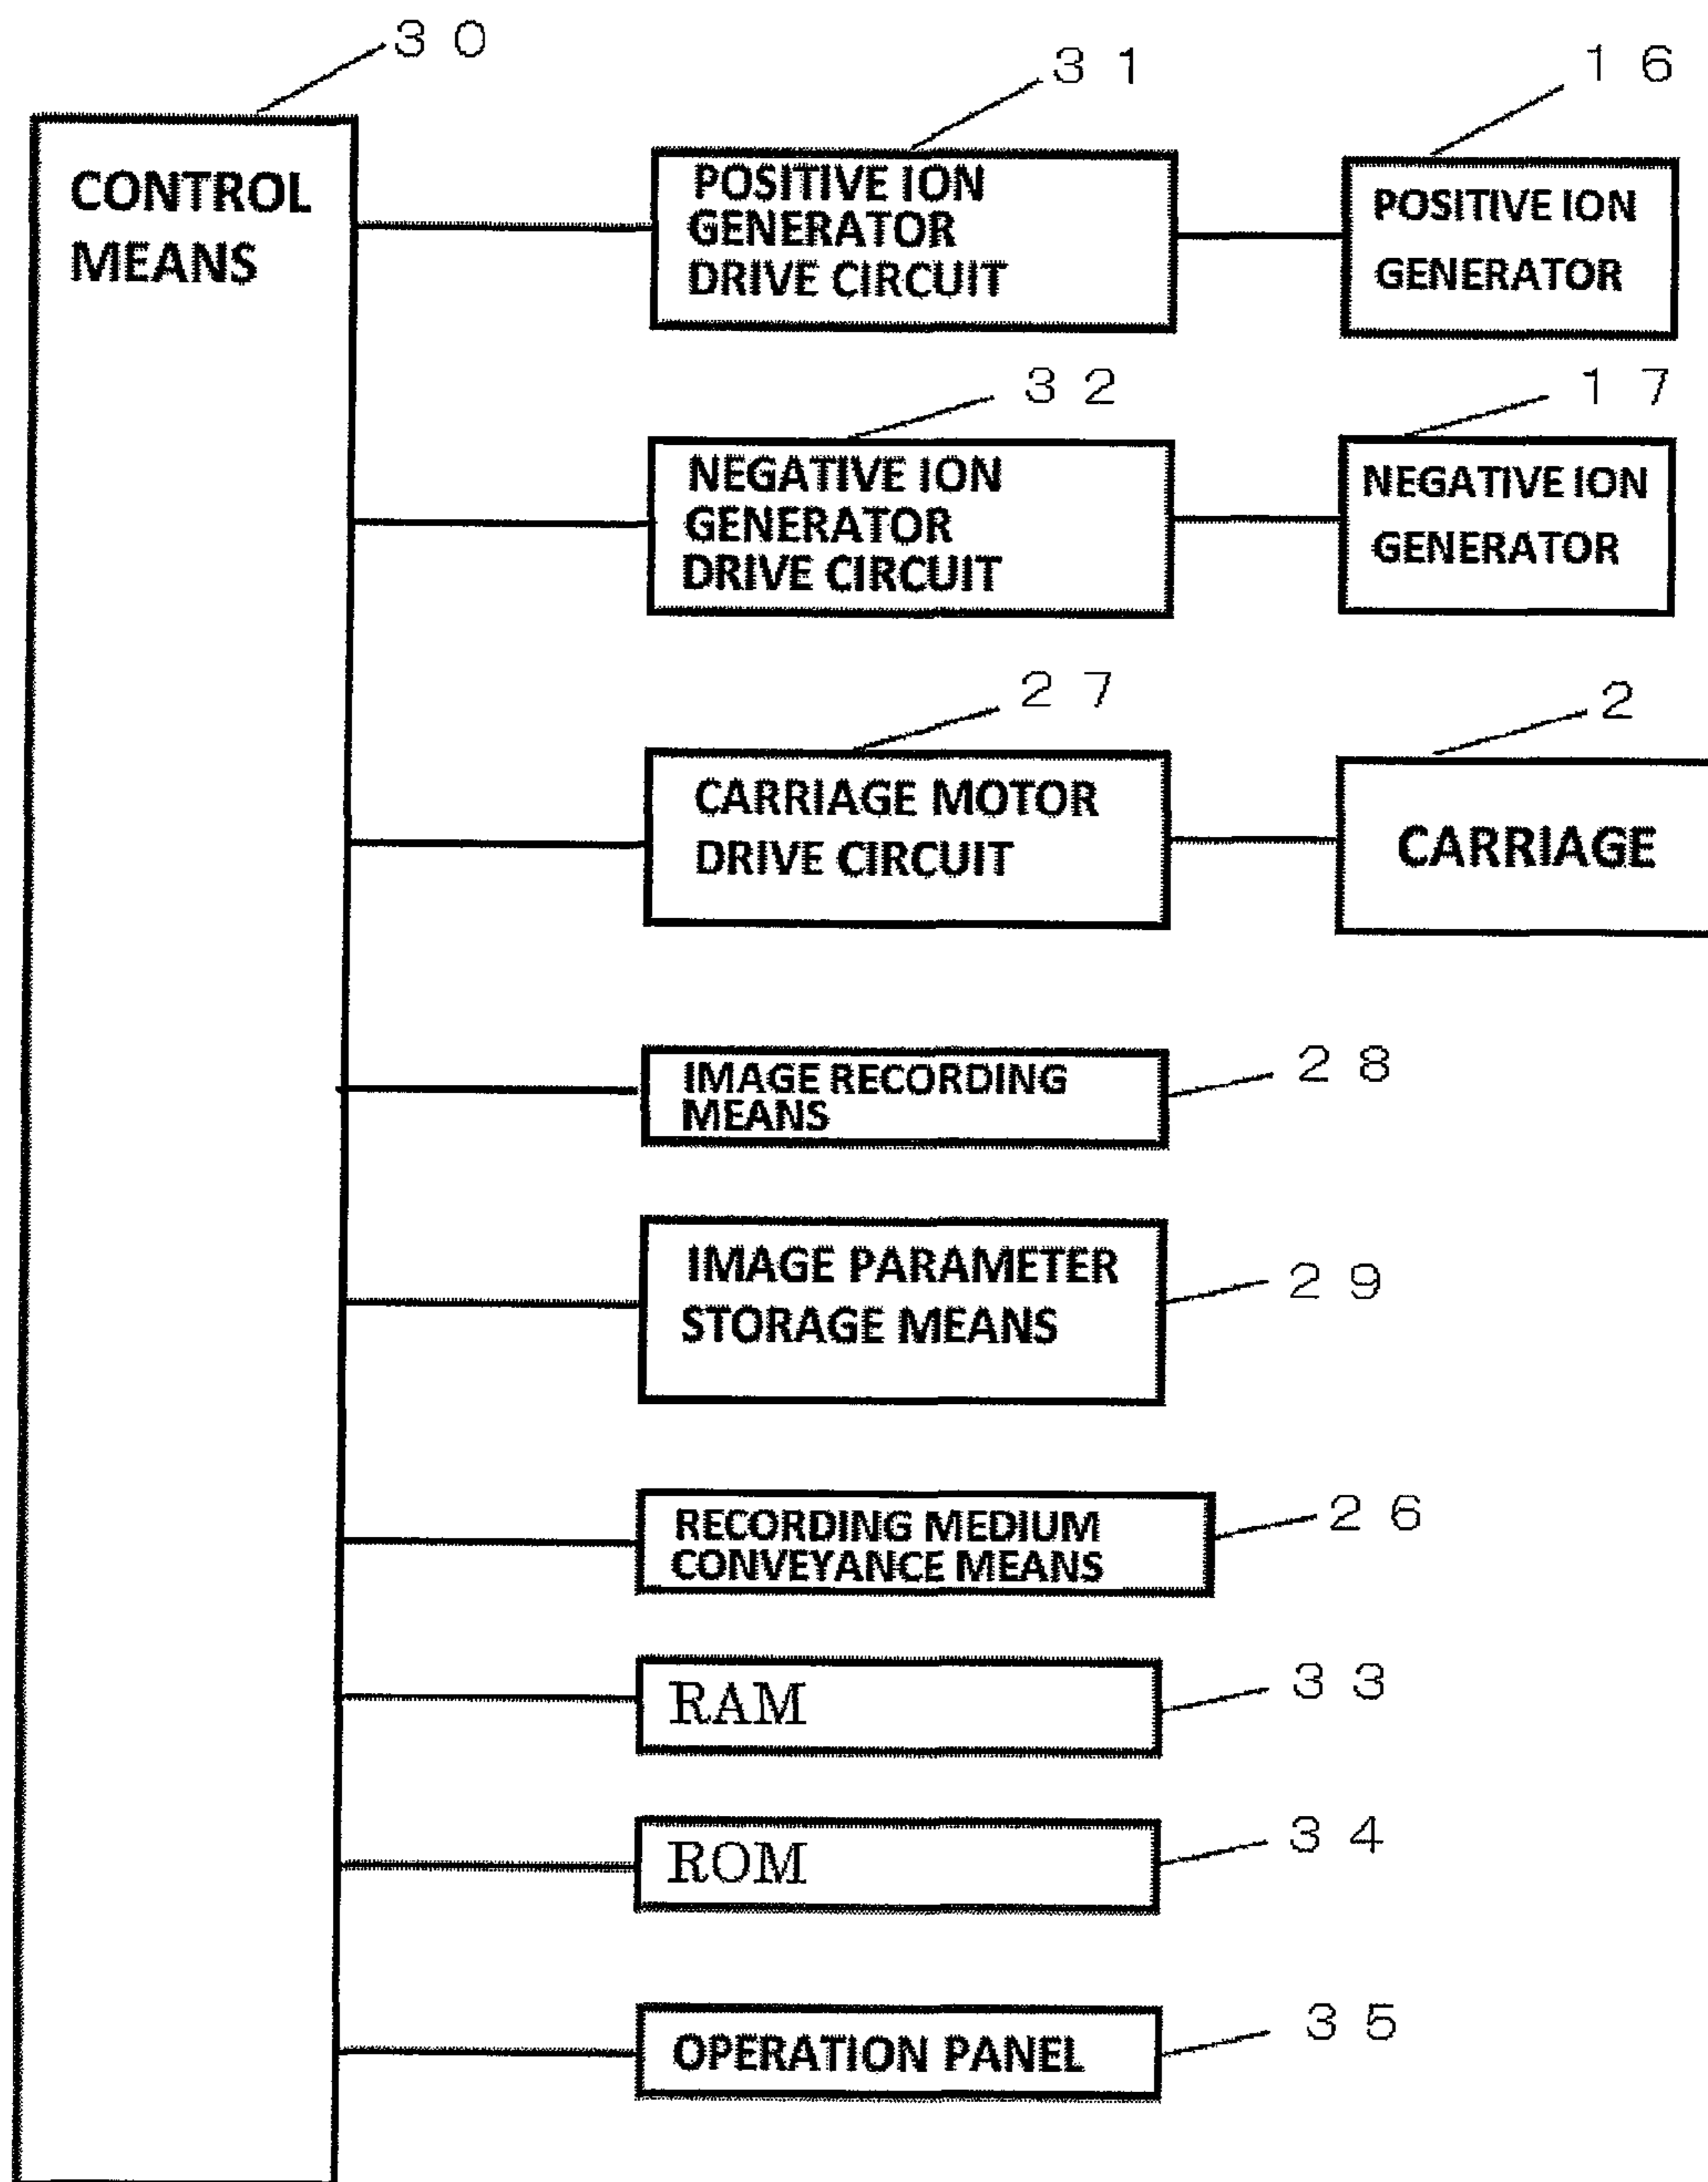 30
CONTROL
MEANS
31
POSITIVE ION
GENERATOR
DRIVE CIRCUIT
16
POSITIVE ION
GENERATOR
32
NEGATIVE ION
GENERATOR
DRIVE CIRCUIT
17
NEGATIVE ION
GENERATOR
27
CARRIAGE MOTOR
DRIVE CIRCUIT
2
CARRIAGE
IMAGE RECORDING
MEANS
28
IMAGE PARAMETER
STORAGE MEANS
29
RECORDING MEDIUM
CONVEYANCE MEANS
26
RAM
33
ROM
34
OPERATION PANEL
35